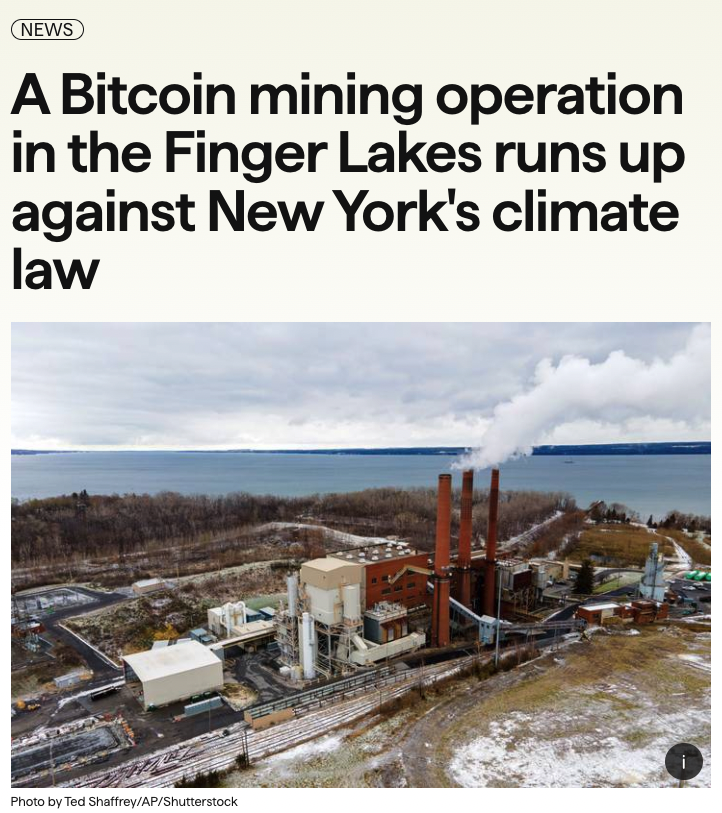 NEWS
A Bitcoin mining operation
in the Finger Lakes runs up
against New York's climate
law
i
Photo by Ted Shaffrey/AP/Shutterstock